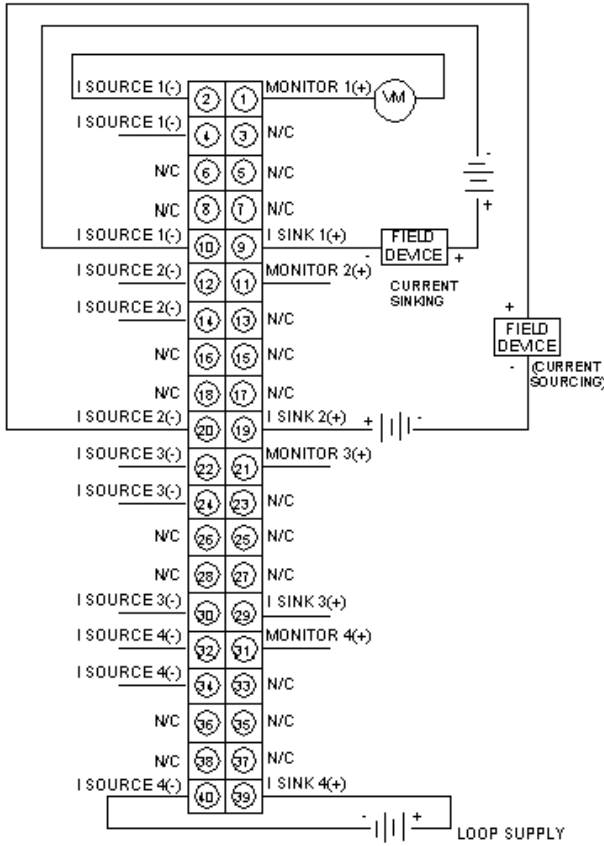 I SOURCE 1(-) 2 1 MONITOR 1(+) VM
I SOURCE 1(-) 4 3 N/C
N/C 6 5 N/C
N/C 8 7 N/C
I SOURCE 1(-) 10 9 I SINK 1(+)
- FIELD DEVICE +
CURRENT SINKING
- +
I SOURCE 2(-) 12 11 MONITOR 2(+)
I SOURCE 2(-) 14 13 N/C
N/C 16 15 N/C
+
FIELD DEVICE
-
(CURRENT SOURCING)
N/C 18 17 N/C
I SOURCE 2(-) 20 19 I SINK 2(+) + -
I SOURCE 3(-) 22 21 MONITOR 3(+)
I SOURCE 3(-) 24 23 N/C
N/C 26 25 N/C
N/C 28 27 N/C
I SOURCE 3(-) 30 29 I SINK 3(+)
I SOURCE 4(-) 32 31 MONITOR 4(+)
I SOURCE 4(-) 34 33 N/C
N/C 36 35 N/C
N/C 38 37 N/C
I SOURCE 4(-) 40 39 I SINK 4(+)
- + LOOP SUPPLY